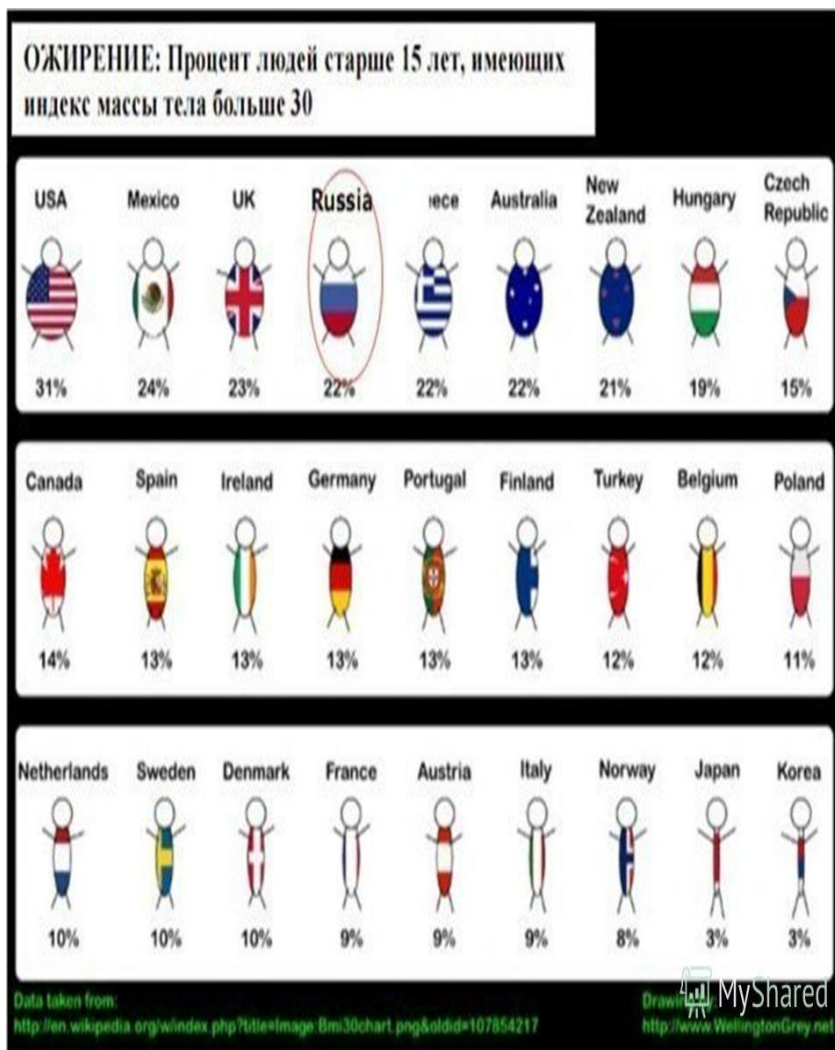 ОЖИРЕНИЕ: Процент людей старше 15 лет, имеющих
индекс массы тела больше 30
USA Mexico UK Russia ece Australia New Zealand Hungary Czech Republic
31% 24% 23% 22% 22% 22% 21% 19% 15%
Canada Spain Ireland Germany Portugal Finland Turkey Belgium Poland
14% 13% 13% 13% 13% 13% 12% 12% 11%
Netherlands Sweden Denmark France Austria Italy Norway Japan Korea
10% 10% 10% 9% 9% 9% 8% 3% 3%
Data taken from:
http://en.wikipedia.org/w/index.php?title=Image:Bmi30chart.png&oldid=107854217
MyShared
http://www.WellingtonGrey.net